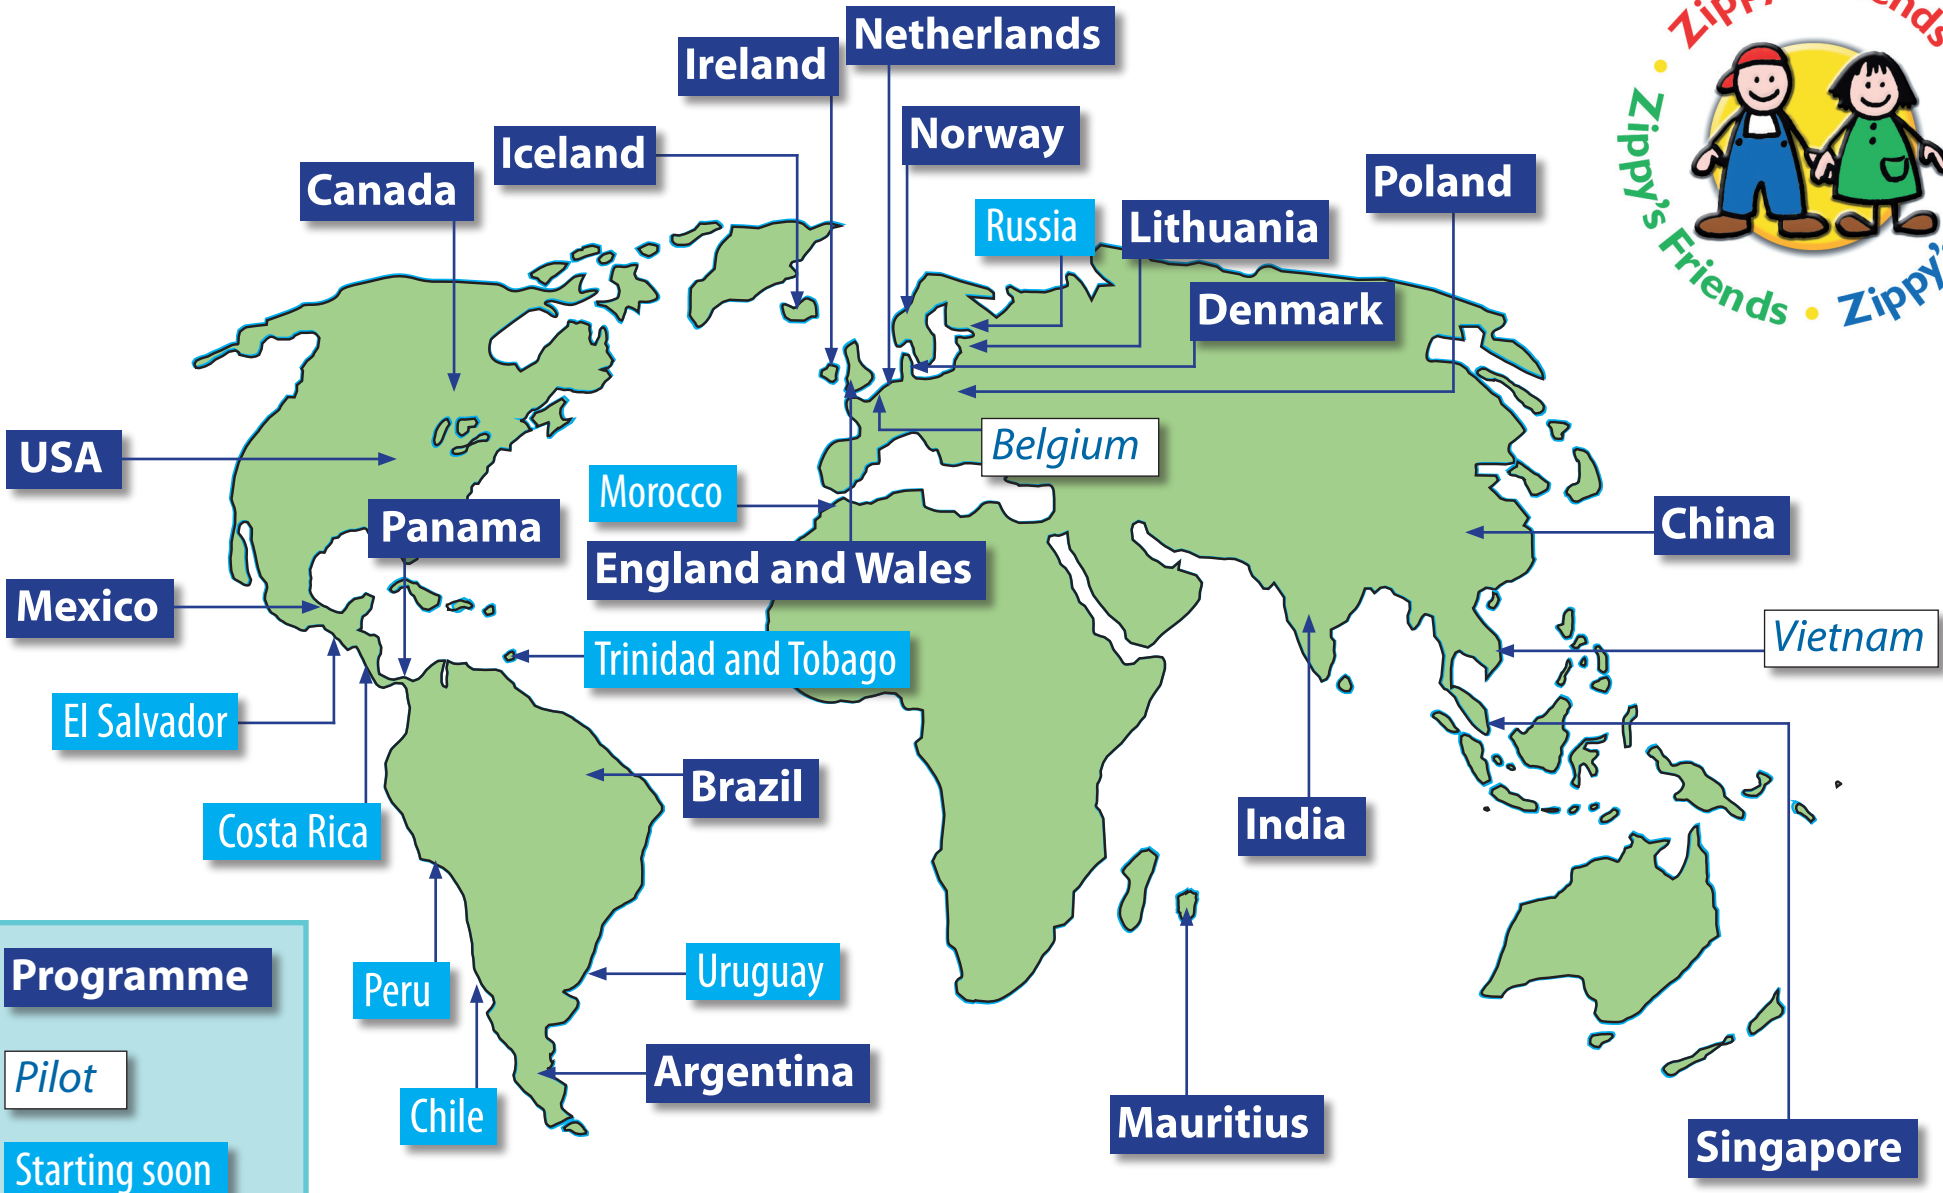 Netherlands
Ireland
Norway
Iceland
Canada
Poland
Russia
Lithuania
Denmark
USA
Belgium
Morocco
Panama
China
England and Wales
Mexico
Vietnam
Trinidad and Tobago
El Salvador
Brazil
India
Costa Rica
Uruguay
Peru
Argentina
Chile
Mauritius
Singapore
Programme
Pilot
Starting soon
Zippy's Friends